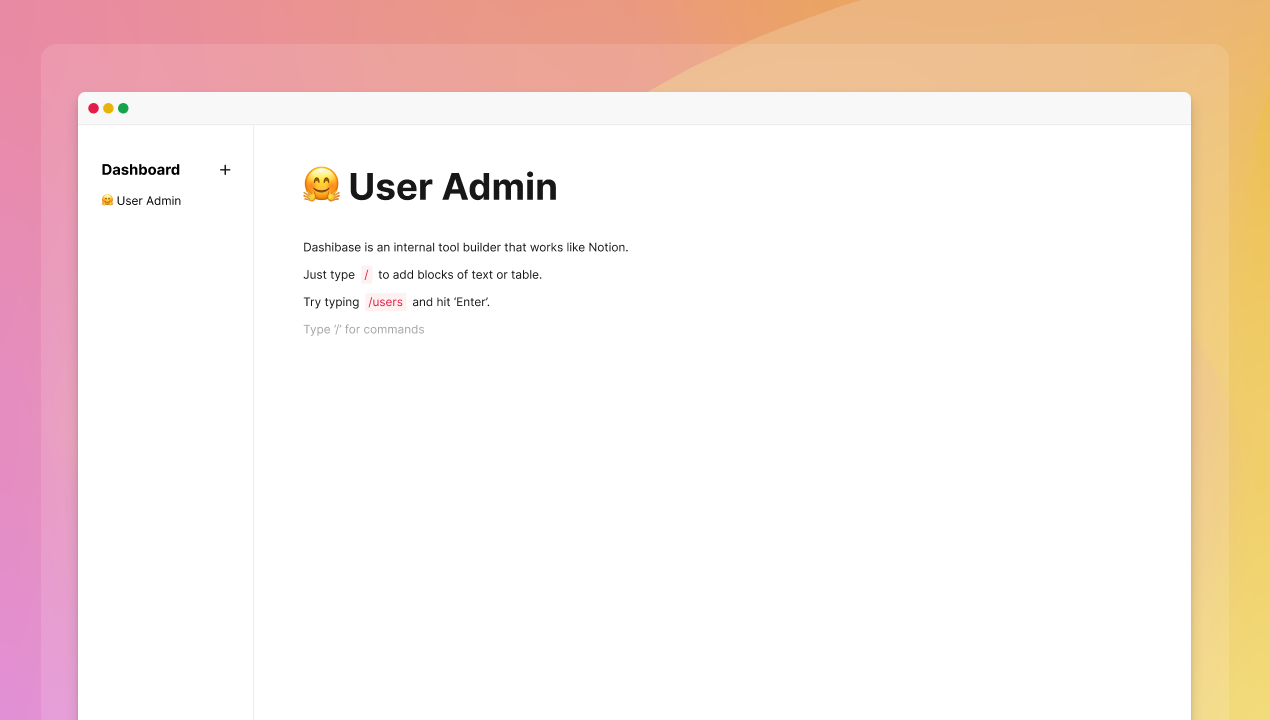 Dashboard +
🤗 User Admin
🤗 User Admin
Dashibase is an internal tool builder that works like Notion.
Just type / to add blocks of text or table.
Try typing /users and hit ‘Enter’.
Type ‘/’ for commands